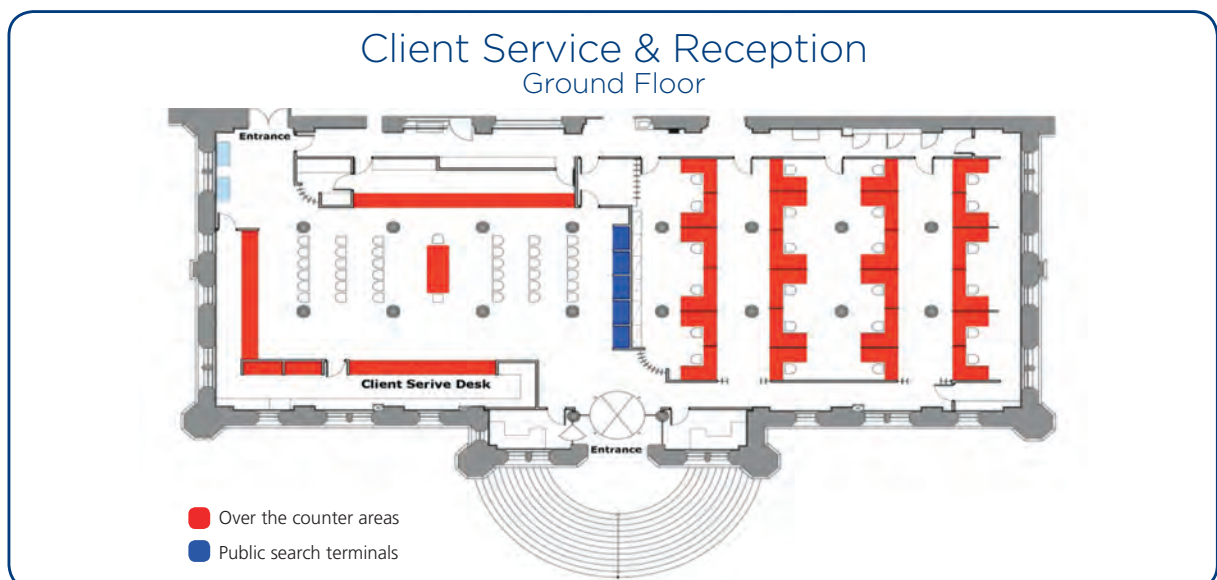 Client Service & Reception
Ground Floor
Entrance
Client Serive Desk
Entrance
Over the counter areas
Public search terminals